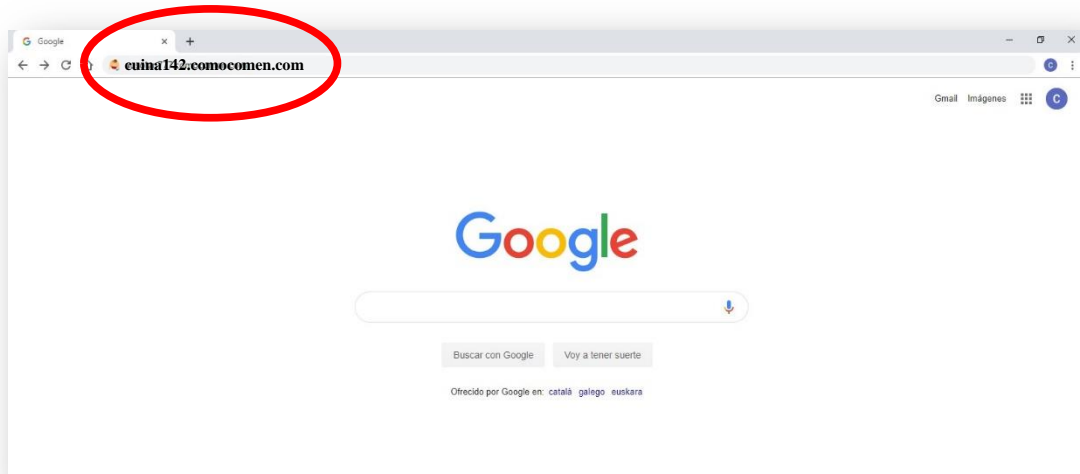 Google
cuina142.comocomen.com
Gmail Imágenes
C
Google
Buscar con Google Voy a tener suerte
Ofrecido por Google en: català galego euskara